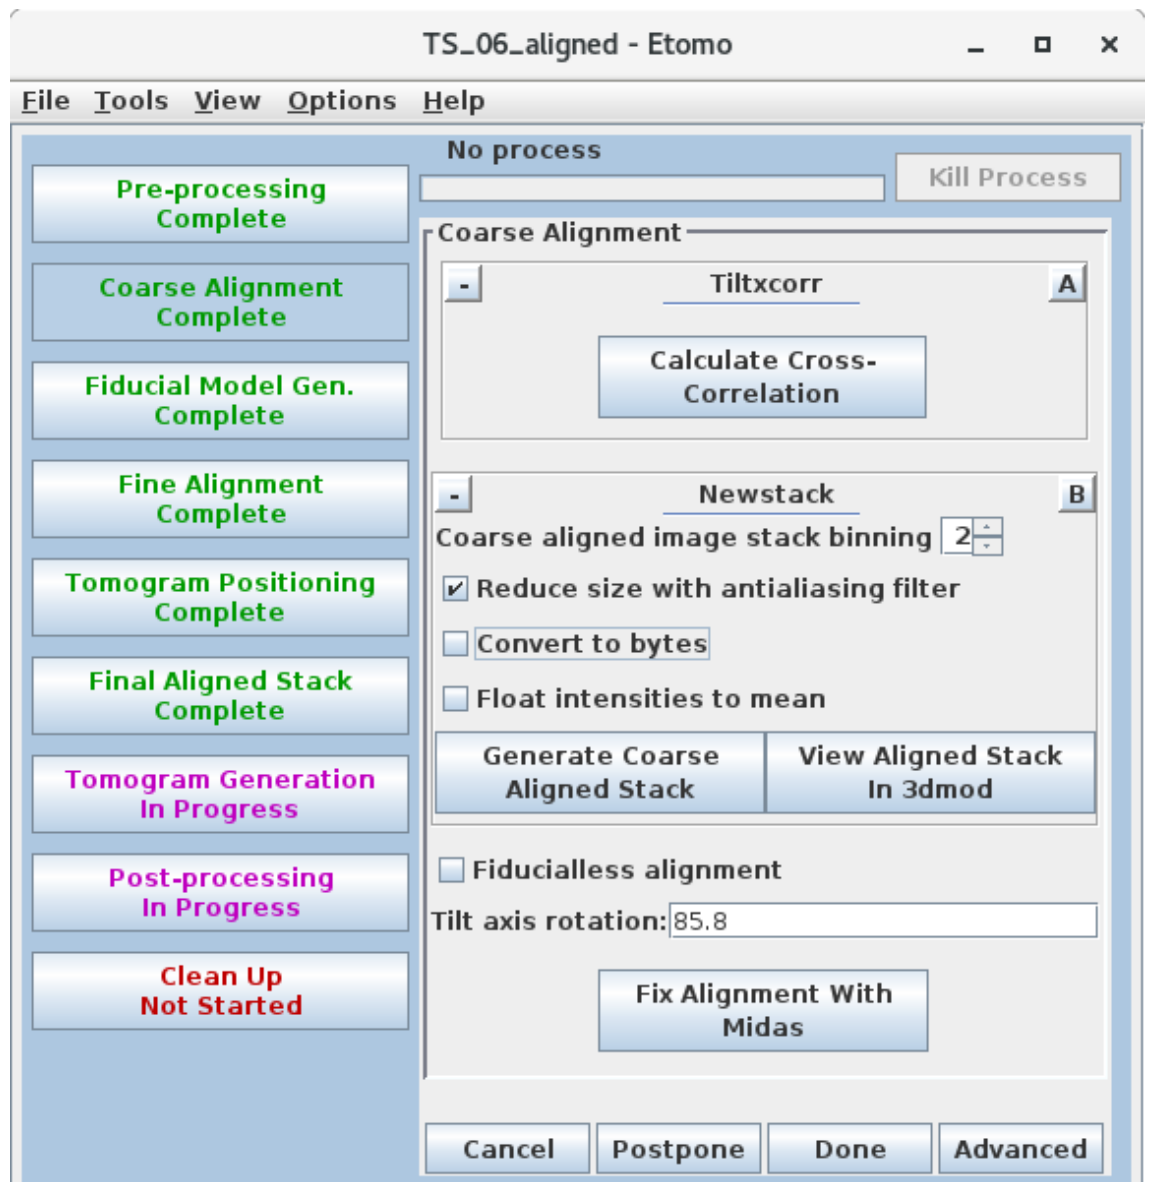 TS_06_aligned - Etomo
File Tools View Options Help
No process
Kill Process
Pre-processing
Complete
Coarse Alignment
Complete
Fiducial Model Gen.
Complete
Fine Alignment
Complete
Tomogram Positioning
Complete
Final Aligned Stack
Complete
Tomogram Generation
In Progress
Post-processing
In Progress
Clean Up
Not Started
Coarse Alignment
- Tiltxcorr A
Calculate Cross-
Correlation
- Newstack B
Coarse aligned image stack binning 2
Reduce size with antialiasing filter
Convert to bytes
Float intensities to mean
Generate Coarse
Aligned Stack
View Aligned Stack
In 3dmod
Fiducialless alignment
Tilt axis rotation: 85.8
Fix Alignment With
Midas
Cancel Postpone Done Advanced